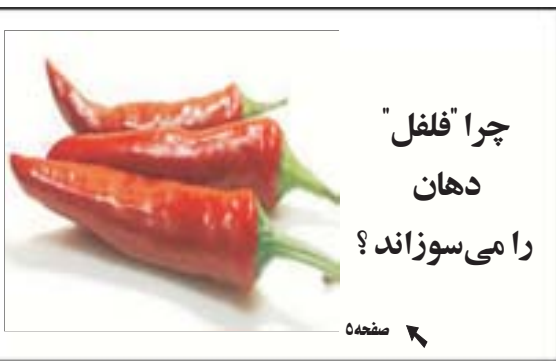 چرا "فلفل"
دهان
را می‌سوزاند ؟
صفحه۵